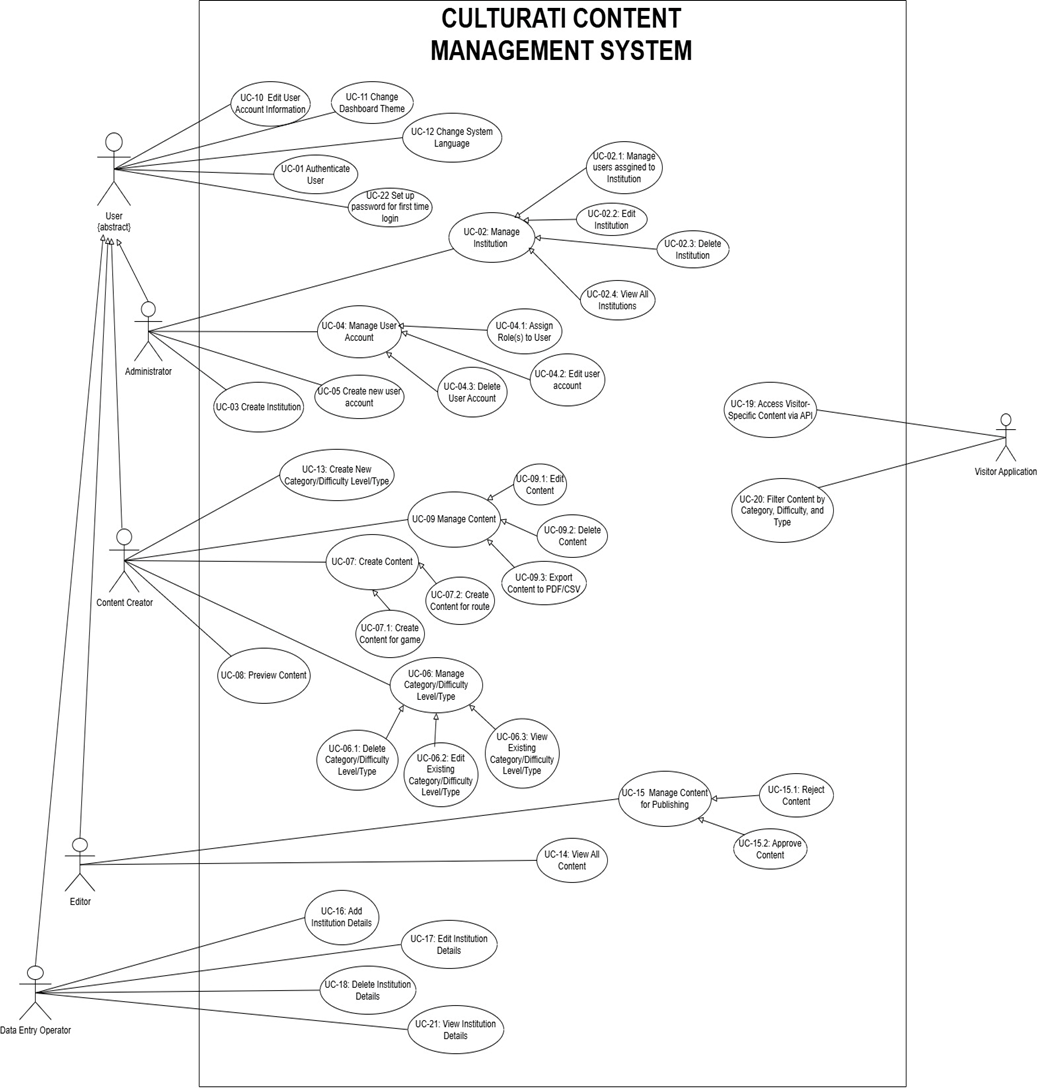 CULTURATI CONTENT
MANAGEMENT SYSTEM
UC-10 Edit User
Account Information
UC-11 Change
Dashboard Theme
UC-12 Change System
Language
UC-01 Authenticate
User
UC-22 Set up
password for first time
login
User
{abstract}
UC-02.1: Manage
users assgined to
Institution
UC-02.2: Edit
Institution
UC-02: Manage
Institution
UC-02.3: Delete
Institution
UC-02.4: View All
Institutions
Administrator
UC-04: Manage User
Account
UC-04.1: Assign
Role(s) to User
UC-04.2: Edit user
account
UC-04.3: Delete
User Account
UC-05 Create new user
account
UC-03 Create Institution
UC-19: Access Visitor-
Specific Content via API
Visitor Application
UC-20: Filter Content by
Category, Difficulty, and
Type
UC-13: Create New
Category/Difficulty Level/Type
UC-09.1: Edit
Content
UC-09 Manage Content
UC-09.2: Delete
Content
UC-09.3: Export
Content to PDF/CSV
UC-07: Create Content
UC-07.2: Create
Content for route
UC-07.1: Create
Content for game
Content Creator
UC-08: Preview Content
UC-06: Manage
Category/Difficulty
Level/Type
UC-06.1: Delete
Category/Difficulty
Level/Type
UC-06.2: Edit
Existing
Category/Difficulty
Level/Type
UC-06.3: View
Existing
Category/Difficulty
Level/Type
UC-15 Manage Content
for Publishing
UC-15.1: Reject
Content
UC-15.2: Approve
Content
UC-14: View All
Content
Editor
UC-16: Add
Institution Details
UC-17: Edit Institution
Details
UC-18: Delete Institution
Details
UC-21: View Institution
Details
Data Entry Operator